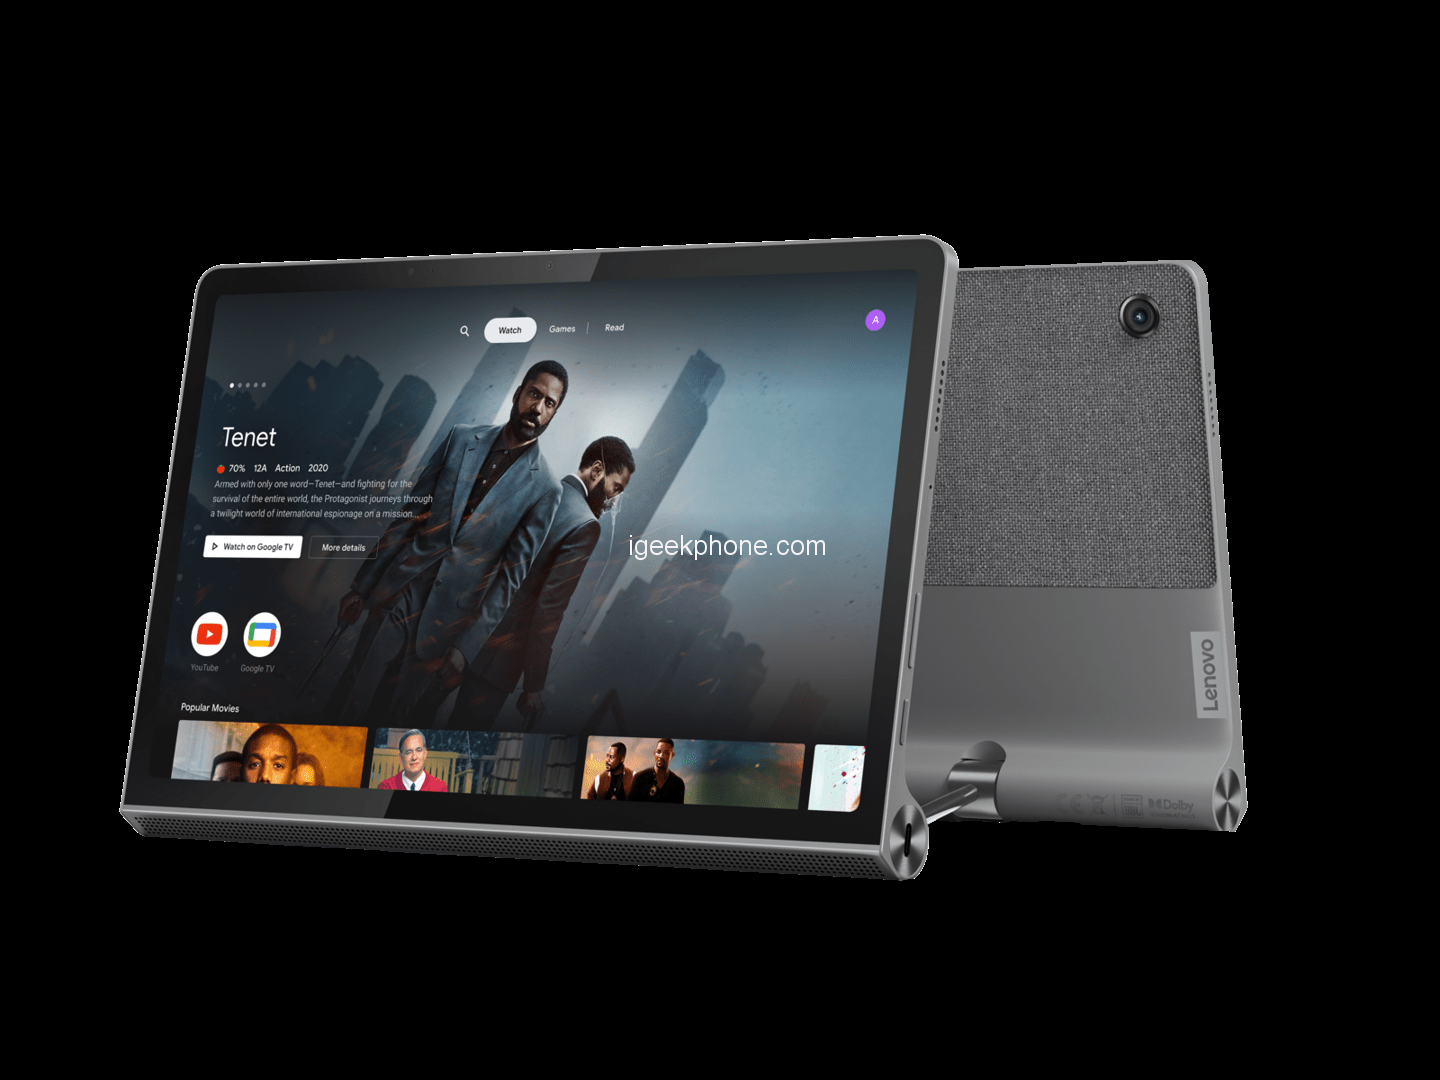 Watch
Games
Read
A
Tenet
70% 12A Action 2020
Armed with only one word—Tenet—and fighting for the
survival of the entire world, the Protagonist journeys through
a twilight world of international espionage on a mission...
Watch on Google TV
More details
igeekphone.com
YouTube
Google TV
Popular Movies
Lenovo
Dolby